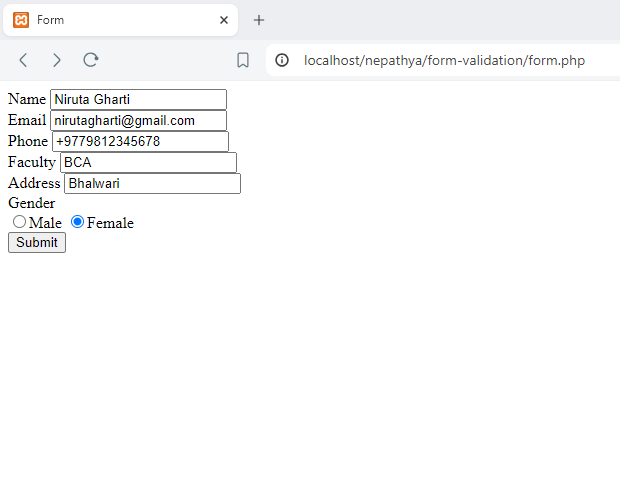 Form
localhost/nepathya/form-validation/form.php
Name Niruta Gharti
Email nirutagharti@gmail.com
Phone +9779812345678
Faculty BCA
Address Bhalwari
Gender
Male Female
Submit